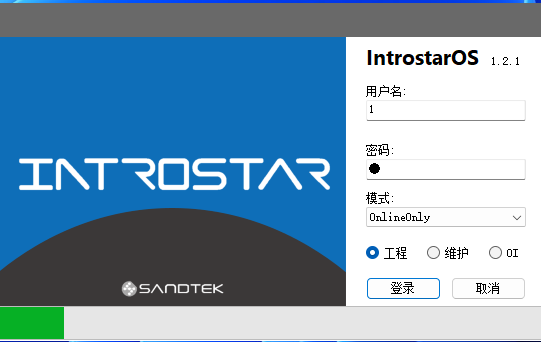 IntrostarOS 1.2.1
用户名:
1
密码:
INTROSTAR
模式:
OnlineOnly
工程 维护 OI
SANDTEK
登录 取消